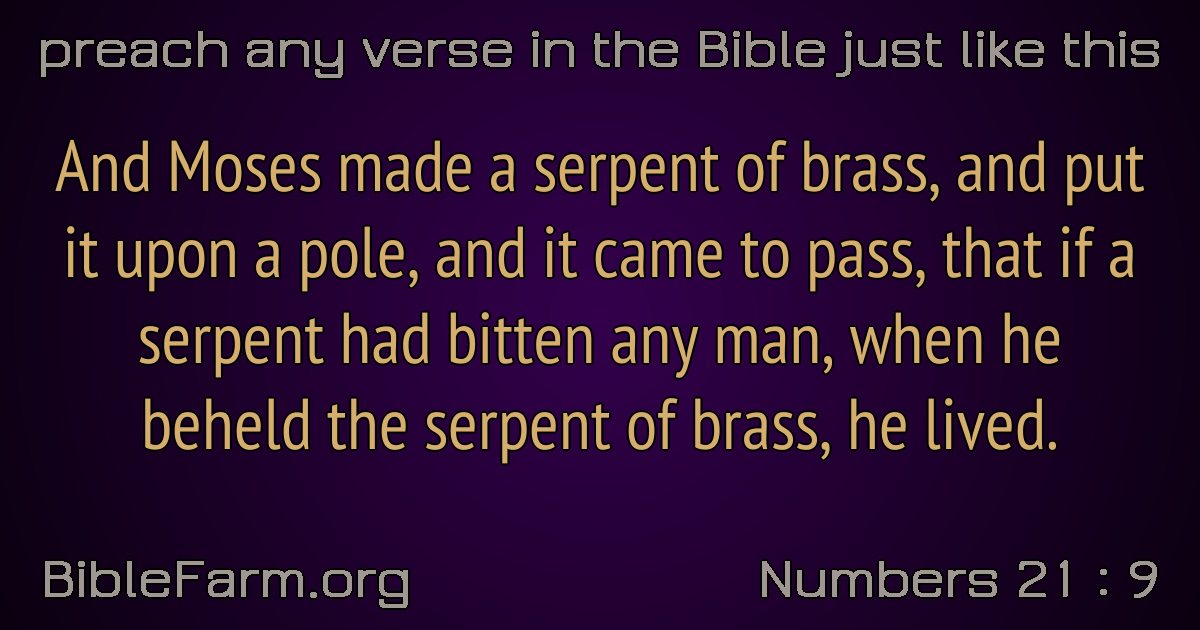 preach any verse in the Bible just like this
And Moses made a serpent of brass, and put
it upon a pole, and it came to pass, that if a
serpent had bitten any man, when he
beheld the serpent of brass, he lived.
BibleFarm.org
Numbers 21 : 9